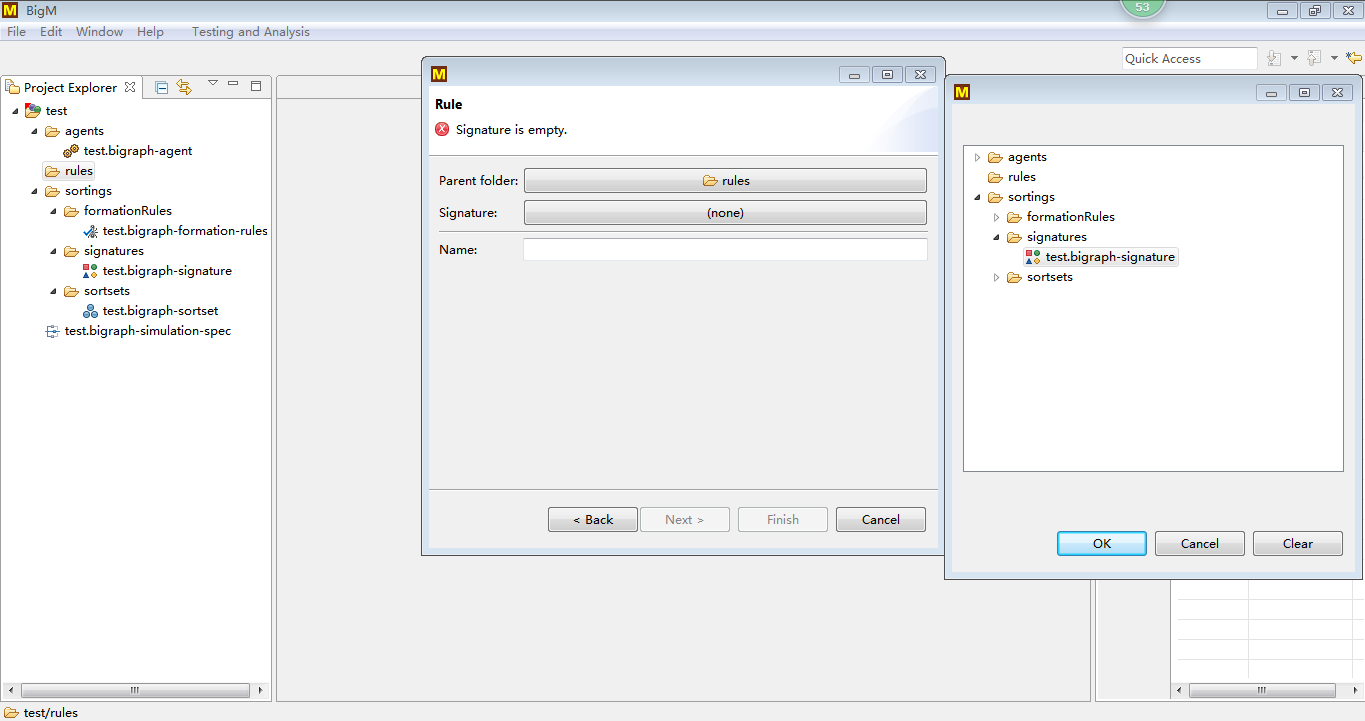 BigM
53
File Edit Window Help Testing and Analysis
Quick Access
Project Explorer
test
agents
test.bigraph-agent
rules
sortings
formationRules
test.bigraph-formation-rules
signatures
test.bigraph-signature
sortsets
test.bigraph-sortset
test.bigraph-simulation-spec
M
Rule
Signature is empty.
Parent folder: rules
Signature: (none)
Name:
< Back Next > Finish Cancel
M
agents
rules
sortings
formationRules
signatures
test.bigraph-signature
sortsets
OK Cancel Clear
test/rules